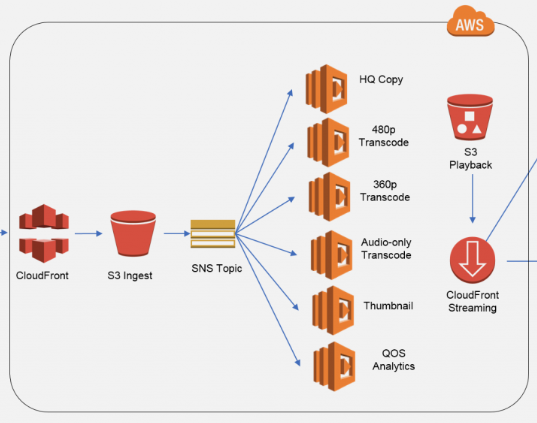 AWS
HQ Copy
480p
Transcode
360p
Transcode
Audio-only
Transcode
Thumbnail
QOS
Analytics
CloudFront
S3 Ingest
SNS Topic
S3
Playback
CloudFront
Streaming